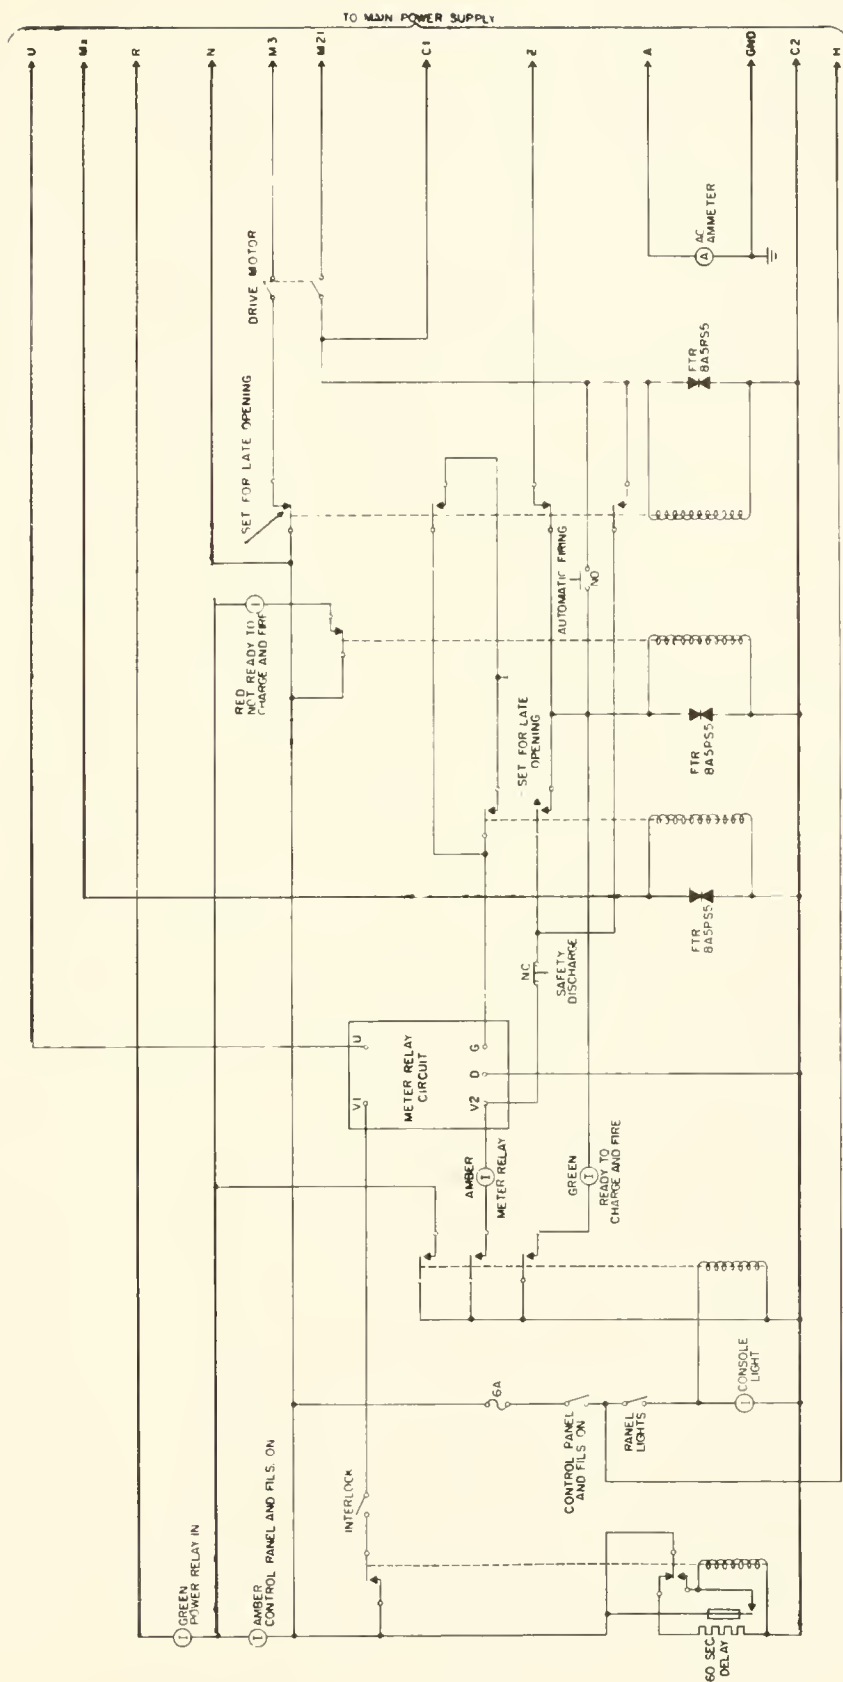 TO MAIN POWER SUPPLY
U
R
N
M3
M21
C1
2
A
GND
C2
H
DRIVE MOTOR
A
AC
AMMETER
SET FOR LATE OPENING
FTR
8A5PS5
AUTOMATIC FIRING
NO
I
RED
NOT READY TO
CHARGE AND FIRE
SET FOR LATE
OPENING
FTR
8A5PS5
FTR
8A5PS5
NC
SAFETY
DISCHARGE
U
G
METER RELAY
CIRCUIT
D
V1
V2
AMBER
I
METER RELAY
GREEN
I
READY TO
CHARGE AND FIRE
6A
CONTROL PANEL
AND FILS ON
PANEL
LIGHTS
I
CONSOLE
LIGHT
INTERLOCK
I
GREEN
POWER RELAY IN
I
AMBER
CONTROL PANEL AND FILS. ON
60 SEC
DELAY